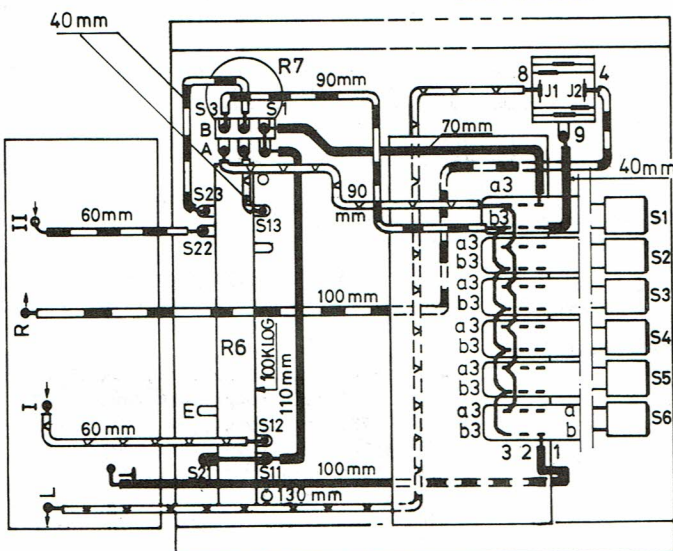 40mm
R7
90mm
8 J1 J2 4
S3 S1
B
A
9
70mm
40mm
a3
b3
S1
90
mm
S23
S13
S22
II
60mm
a3
b3
S2
a3
b3
S3
R
100mm
a3
b3
S4
R6
100KLOG
110mm
a3
b3
S5
E
I
60mm
S12
a3
b3
a
b
S6
3 2 1
S21
S11
100mm
L
130mm